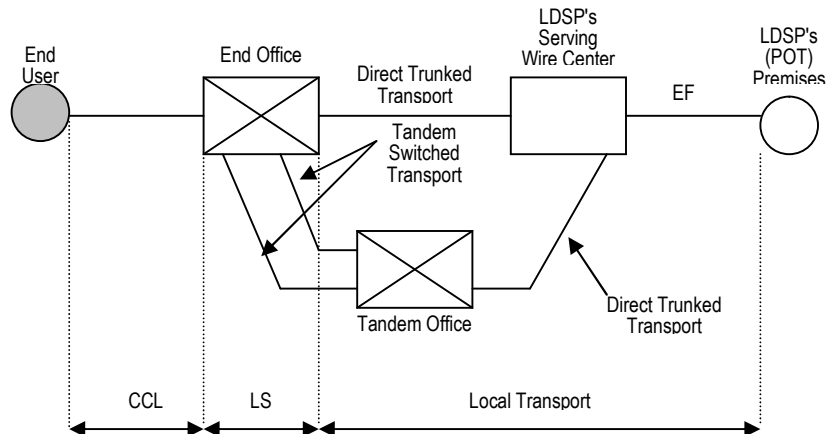 End
User
End Office
Direct Trunked
Transport
Tandem
Switched
Transport
LDSP's
Serving
Wire Center
EF
LDSP's
(POT)
Premises
Tandem Office
Direct Trunked
Transport
CCL
LS
Local Transport